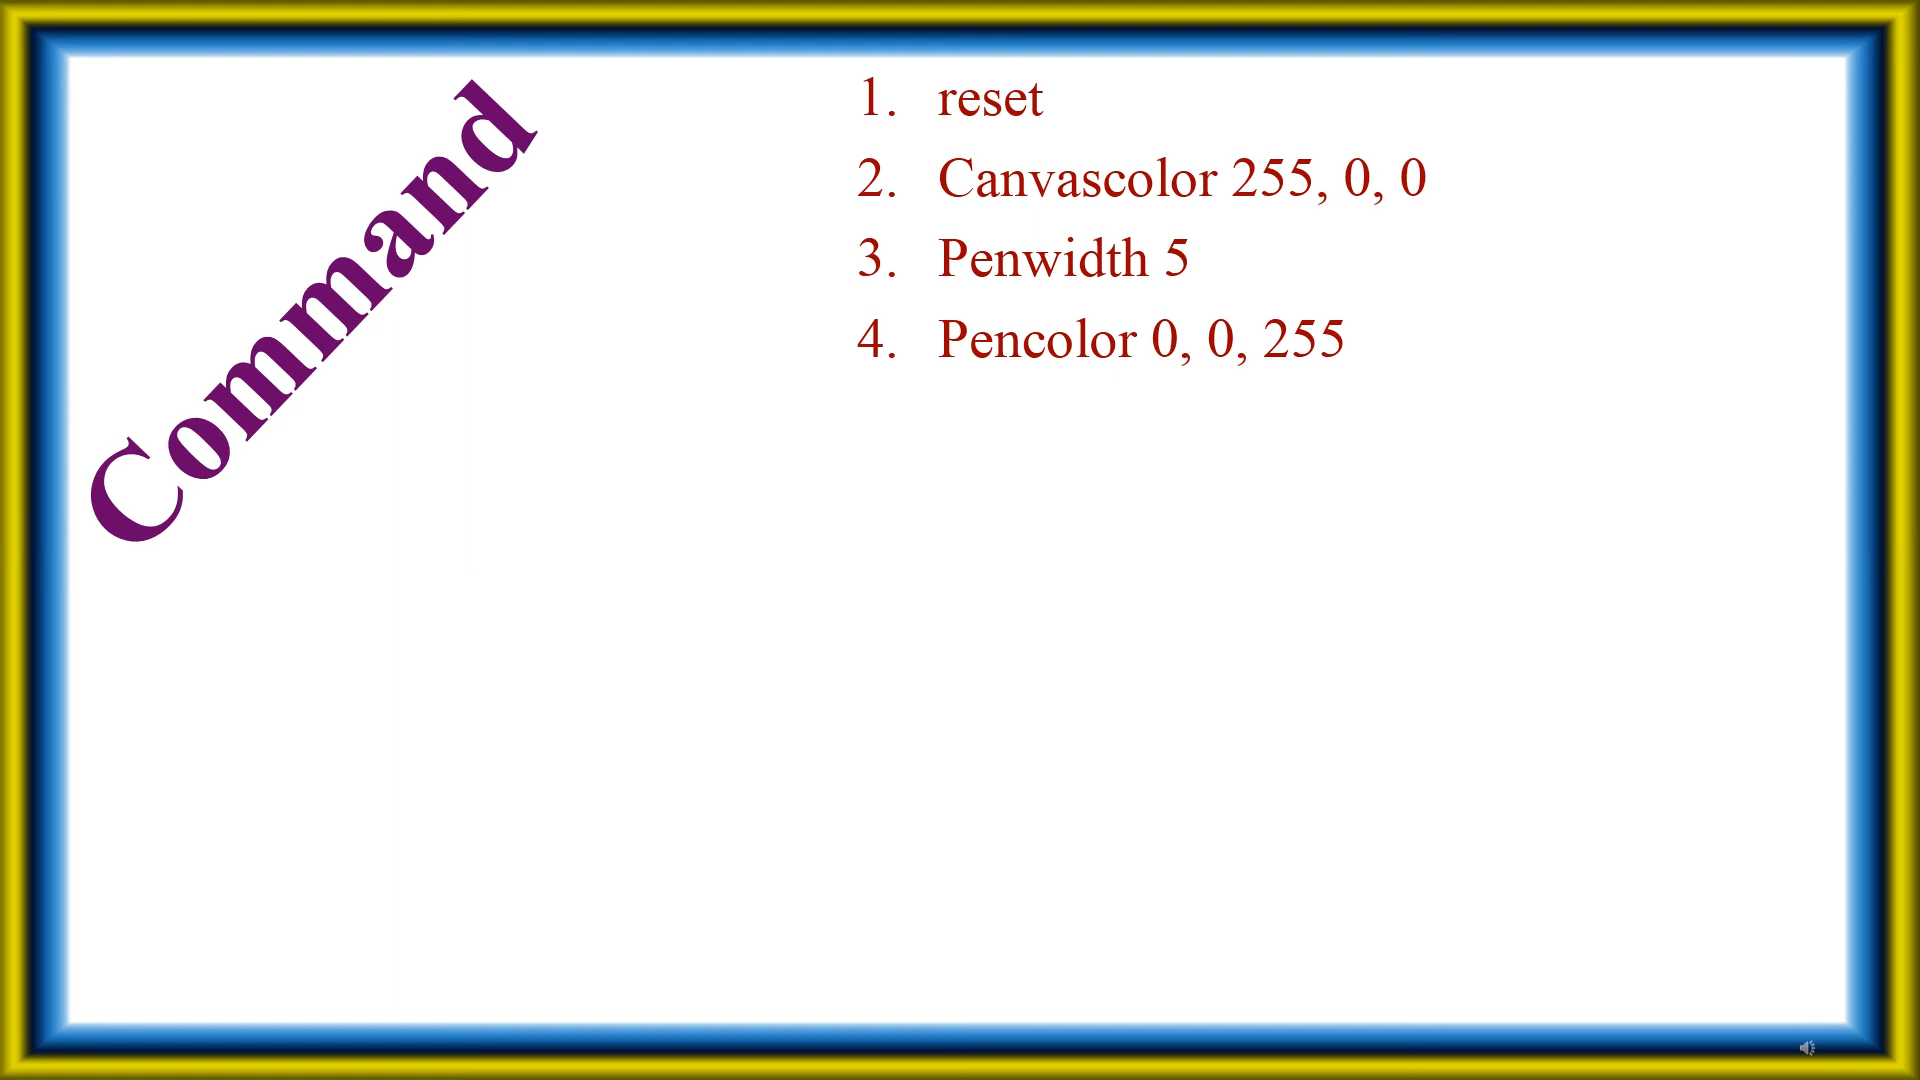 Command
1. reset
2. Canvascolor 255, 0, 0
3. Penwidth 5
4. Pencolor 0, 0, 255